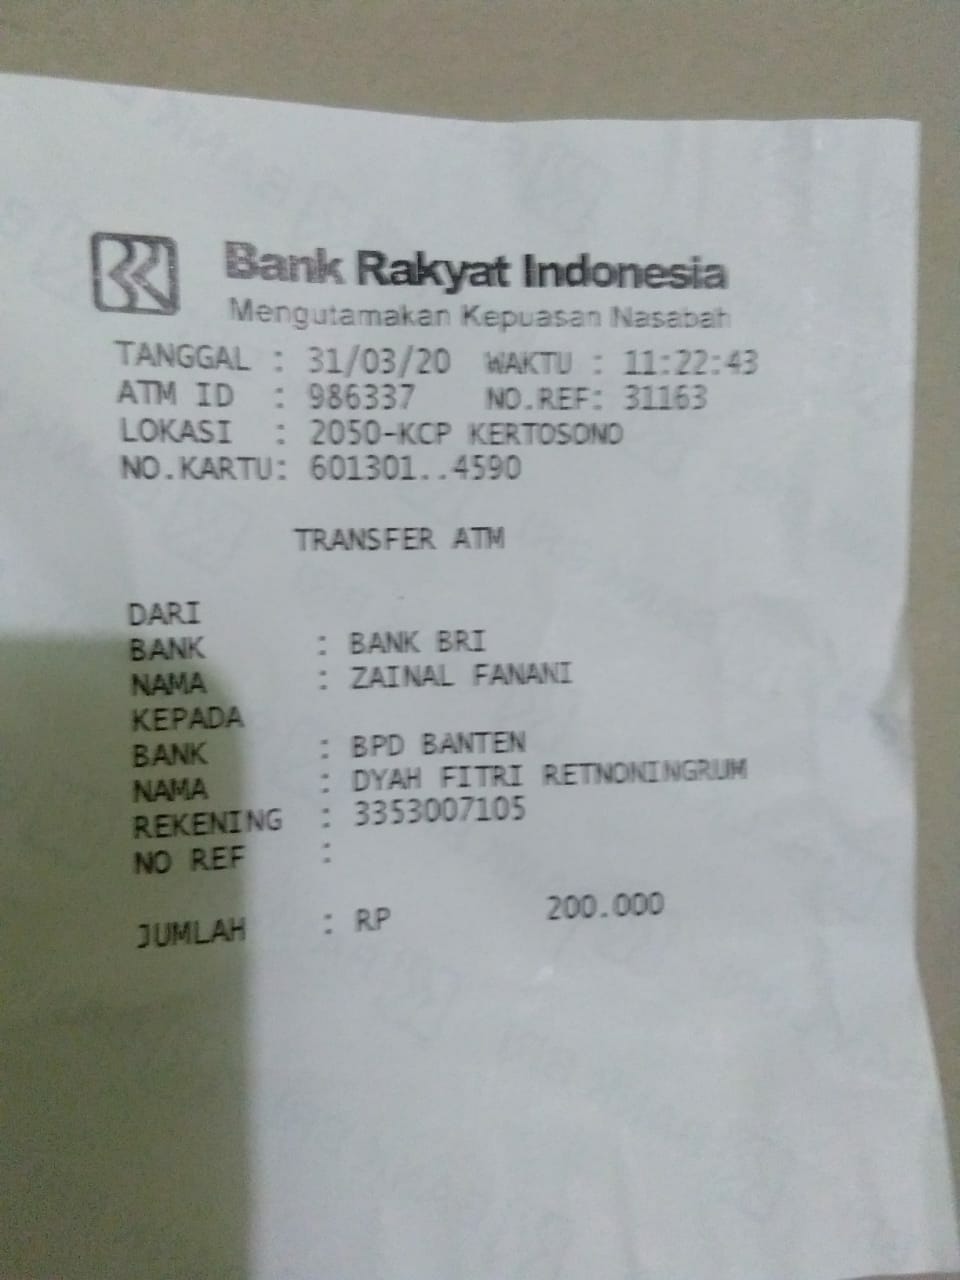 BRI Bank Rakyat Indonesia
Mengutamakan Kepuasan Nasabah
TANGGAL : 31/03/20 WAKTU : 11:22:43
ATM ID : 986337 NO.REF: 31163
LOKASI : 2050-KCP KERTOSONO
NO.KARTU: 601301..4590
TRANSFER ATM
DARI
BANK : BANK BRI
NAMA : ZAINAL FANANI
KEPADA
BANK : BPD BANTEN
NAMA : DYAH FITRI RETNONINGRUM
REKENING : 3353007105
NO REF :
JUMLAH : RP 200.000